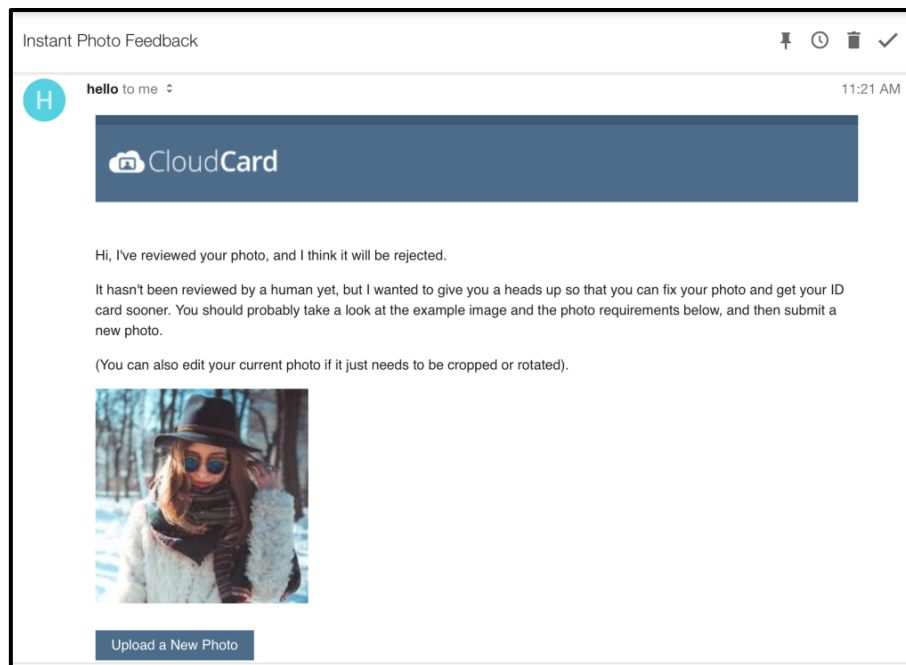 Instant Photo Feedback
hello to me
11:21 AM
H
CloudCard
Hi, I've reviewed your photo, and I think it will be rejected.
It hasn't been reviewed by a human yet, but I wanted to give you a heads up so that you can fix your photo and get your ID
card sooner. You should probably take a look at the example image and the photo requirements below, and then submit a
new photo.
(You can also edit your current photo if it just needs to be cropped or rotated).
Upload a New Photo